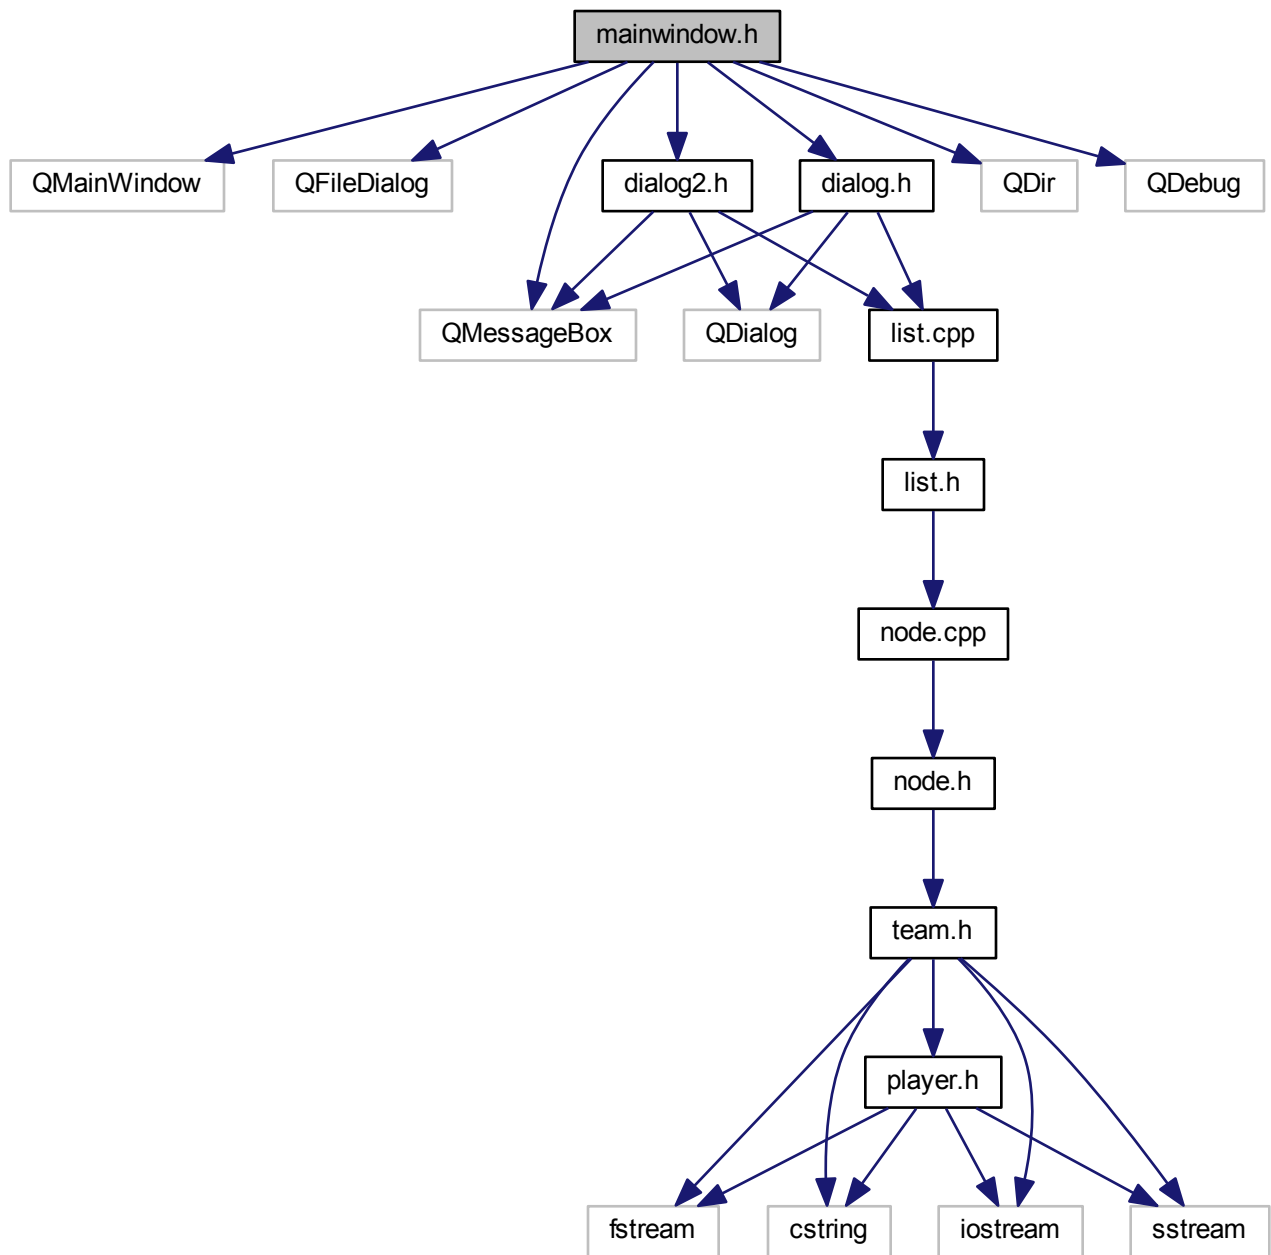 mainwindow.h
QMainWindow
QFileDialog
dialog2.h
dialog.h
QDir
QDebug
QMessageBox
QDialog
list.cpp
list.h
node.cpp
node.h
team.h
player.h
fstream
cstring
iostream
sstream